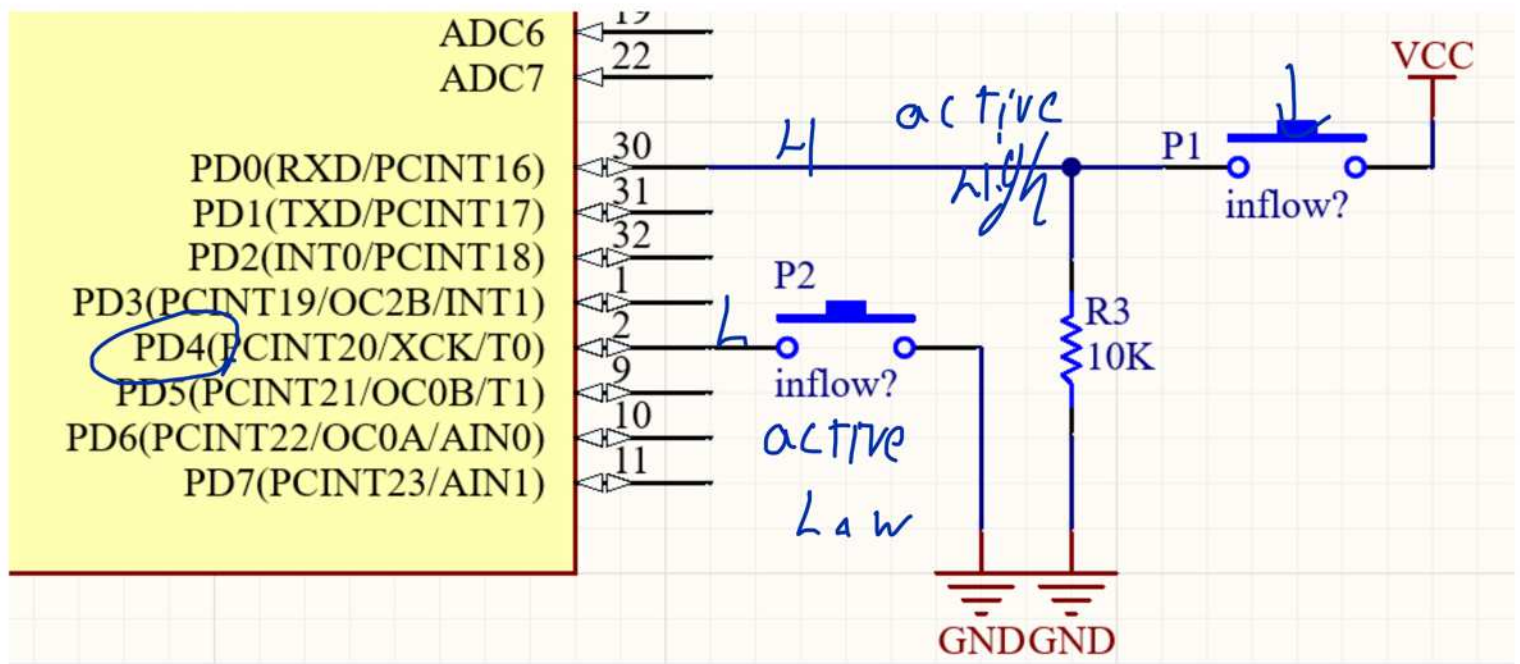 19
ADC6
22
ADC7
VCC
active
High
H
P1
30
PD0(RXD/PCINT16)
inflow?
31
PD1(TXD/PCINT17)
32
PD2(INT0/PCINT18)
P2
1
PD3(PCINT19/OC2B/INT1)
R3
10K
2
PD4(PCINT20/XCK/T0)
L
inflow?
9
PD5(PCINT21/OC0B/T1)
10
PD6(PCINT22/OC0A/AIN0)
active
Law
11
PD7(PCINT23/AIN1)
GND
GND